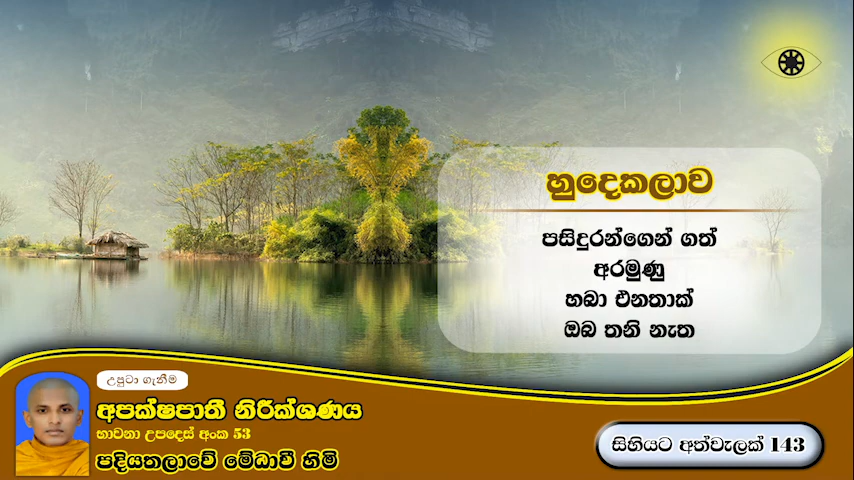 හුදෙකලාව
පසිඳුරන්ගෙන් ගත්
අරමුණු
හබා එනතාක්
ඔබ තනි නැත
උපුටා ගැනීම
අපක්ෂපාතී නිරීක්ශණය
භාවනා උපදෙස් අංක 53
පදියතලාවේ මේඛාවී හිමි
සිහියට අත්වැලක් 143